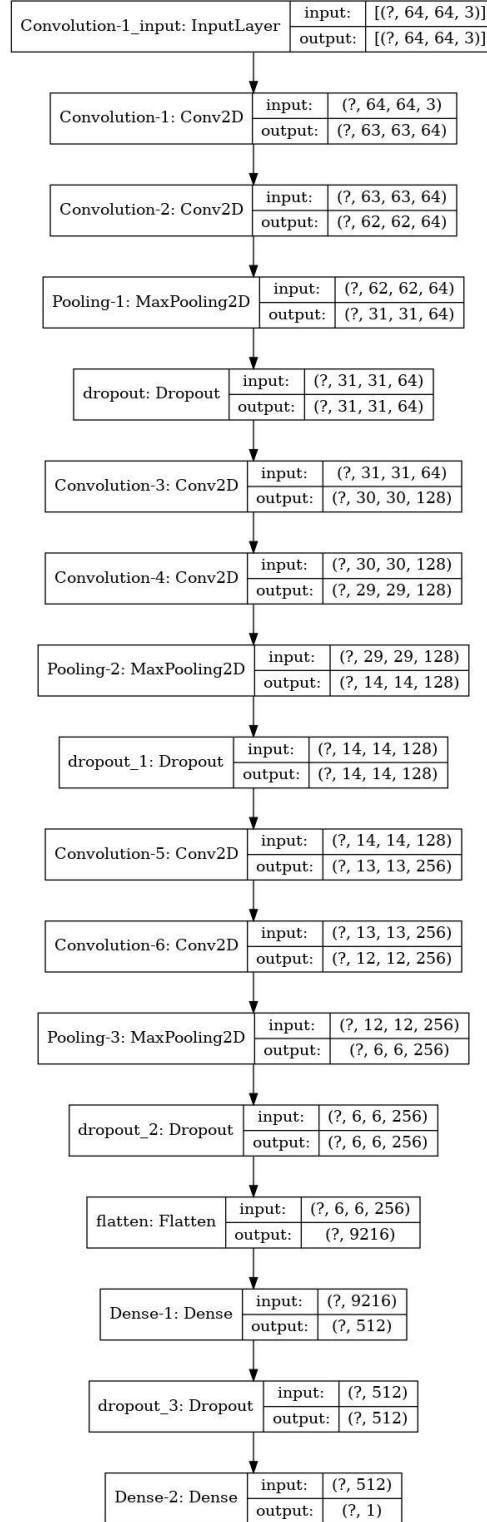 Convolution-1_input: InputLayer
input: [(?, 64, 64, 3)]
output: [(?, 64, 64, 3)]
Convolution-1: Conv2D
input: (?, 64, 64, 3)
output: (?, 63, 63, 64)
Convolution-2: Conv2D
input: (?, 63, 63, 64)
output: (?, 62, 62, 64)
Pooling-1: MaxPooling2D
input: (?, 62, 62, 64)
output: (?, 31, 31, 64)
dropout: Dropout
input: (?, 31, 31, 64)
output: (?, 31, 31, 64)
Convolution-3: Conv2D
input: (?, 31, 31, 64)
output: (?, 30, 30, 128)
Convolution-4: Conv2D
input: (?, 30, 30, 128)
output: (?, 29, 29, 128)
Pooling-2: MaxPooling2D
input: (?, 29, 29, 128)
output: (?, 14, 14, 128)
dropout_1: Dropout
input: (?, 14, 14, 128)
output: (?, 14, 14, 128)
Convolution-5: Conv2D
input: (?, 14, 14, 128)
output: (?, 13, 13, 256)
Convolution-6: Conv2D
input: (?, 13, 13, 256)
output: (?, 12, 12, 256)
Pooling-3: MaxPooling2D
input: (?, 12, 12, 256)
output: (?, 6, 6, 256)
dropout_2: Dropout
input: (?, 6, 6, 256)
output: (?, 6, 6, 256)
flatten: Flatten
input: (?, 6, 6, 256)
output: (?, 9216)
Dense-1: Dense
input: (?, 9216)
output: (?, 512)
dropout_3: Dropout
input: (?, 512)
output: (?, 512)
Dense-2: Dense
input: (?, 512)
output: (?, 1)